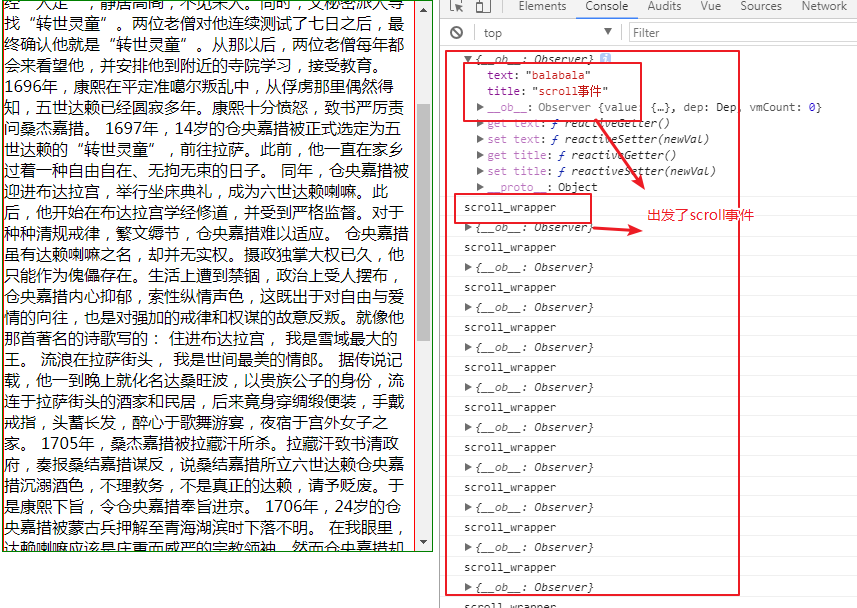 经“入定”，静居高阁，不见来人。同时，又秘密派人寻
找“转世灵童”。两位老僧对他连续测试了七日之后，最
终确认他就是“转世灵童”。从那以后，两位老僧每年都
会来看望他，并安排他到附近的寺院学习，接受教育。
1696年，康熙在平定准噶尔叛乱中，从俘虏那里偶然得
知，五世达赖已经圆寂多年。康熙十分愤怒，致书严厉责
问桑杰嘉措。 1697年，14岁的仓央嘉措被正式选定为五
世达赖的“转世灵童”，前往拉萨。此前，他一直在家乡
过着一种自由自在、无拘无束的日子。 同年，仓央嘉措被
迎进布达拉宫，举行坐床典礼，成为六世达赖喇嘛。此
后，他开始在布达拉宫学经修道，并受到严格监督。对于
种种清规戒律，繁文缛节，仓央嘉措难以适应。 仓央嘉措
虽有达赖喇嘛之名，却并无实权。摄政独掌大权已久，他
只能作为傀儡存在。生活上遭到禁锢，政治上受人摆布，
仓央嘉措内心抑郁，索性纵情声色，这既出于对自由与爱
情的向往，也是对强加的戒律和权谋的故意反叛。就像他
那首著名的诗歌写的： 住进布达拉宫， 我是雪域最大的
王。 流浪在拉萨街头， 我是世间最美的情郎。 据传说记
载，他一到晚上就化名达桑旺波，以贵族公子的身份，流
连于拉萨街头的酒家和民居，后来竟身穿绸缎便装，手戴
戒指，头蓄长发，醉心于歌舞游宴，夜宿于宫外女子之
家。 1705年，桑杰嘉措被拉藏汗所杀。拉藏汗致书清政
府，奏报桑结嘉措谋反，说桑结嘉措所立六世达赖仓央嘉
措沉溺酒色，不理教务，不是真正的达赖，请予贬废。于
是康熙下旨，令仓央嘉措奉旨进京。 1706年，24岁的仓
央嘉措被蒙古兵押解至青海湖滨时下落不明。 在我眼里，
达赖喇嘛应该是庄重而威严的宗教领袖，然而仓央嘉措却
Elements Console Audits Vue Sources Network
top Filter
{__ob__: Observer}
text: "balabala"
title: "scroll事件"
__ob__: Observer {value: {…}, dep: Dep, vmCount: 0}
get text: ƒ reactiveGetter()
set text: ƒ reactiveSetter(newVal)
get title: ƒ reactiveGetter()
set title: ƒ reactiveSetter(newVal)
__proto__: Object
scroll_wrapper
出发了scroll事件
{__ob__: Observer}
scroll_wrapper
{__ob__: Observer}
scroll_wrapper
{__ob__: Observer}
scroll_wrapper
{__ob__: Observer}
scroll_wrapper
{__ob__: Observer}
scroll_wrapper
{__ob__: Observer}
scroll_wrapper
{__ob__: Observer}
scroll_wrapper
{__ob__: Observer}
scroll_wrapper
{__ob__: Observer}
scroll_wrapper
{__ob__: Observer}
scroll_wrapper